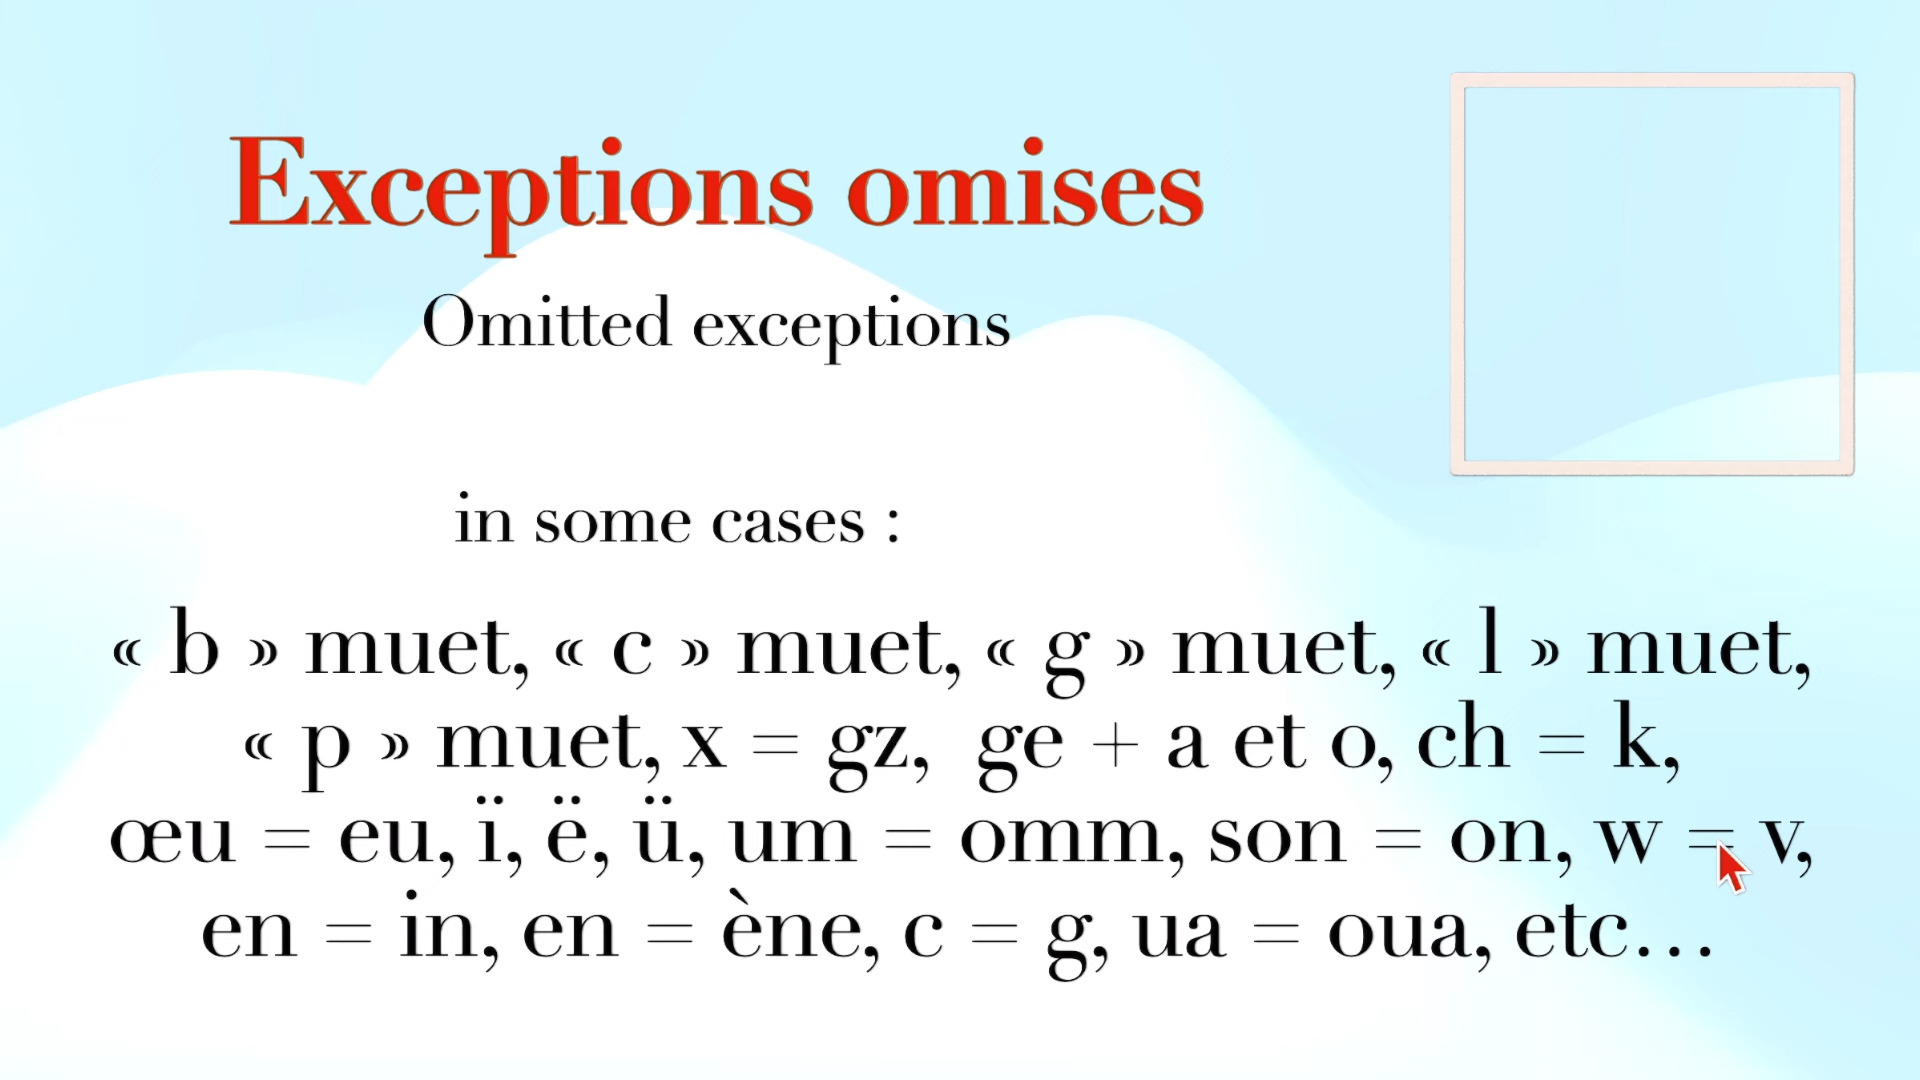 Exceptions omises
Omitted exceptions
in some cases :
« b » muet, « c » muet, « g » muet, « l » muet,
« p » muet, x = gz, ge + a et o, ch = k,
œu = eu, ï, ë, ü, um = omm, son = on, w = v,
en = in, en = ène, c = g, ua = oua, etc…